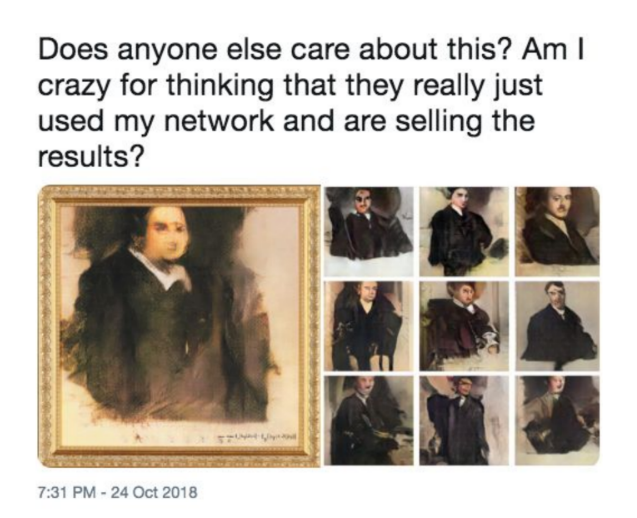 Does anyone else care about this? Am I
crazy for thinking that they really just
used my network and are selling the
results?
7:31 PM - 24 Oct 2018